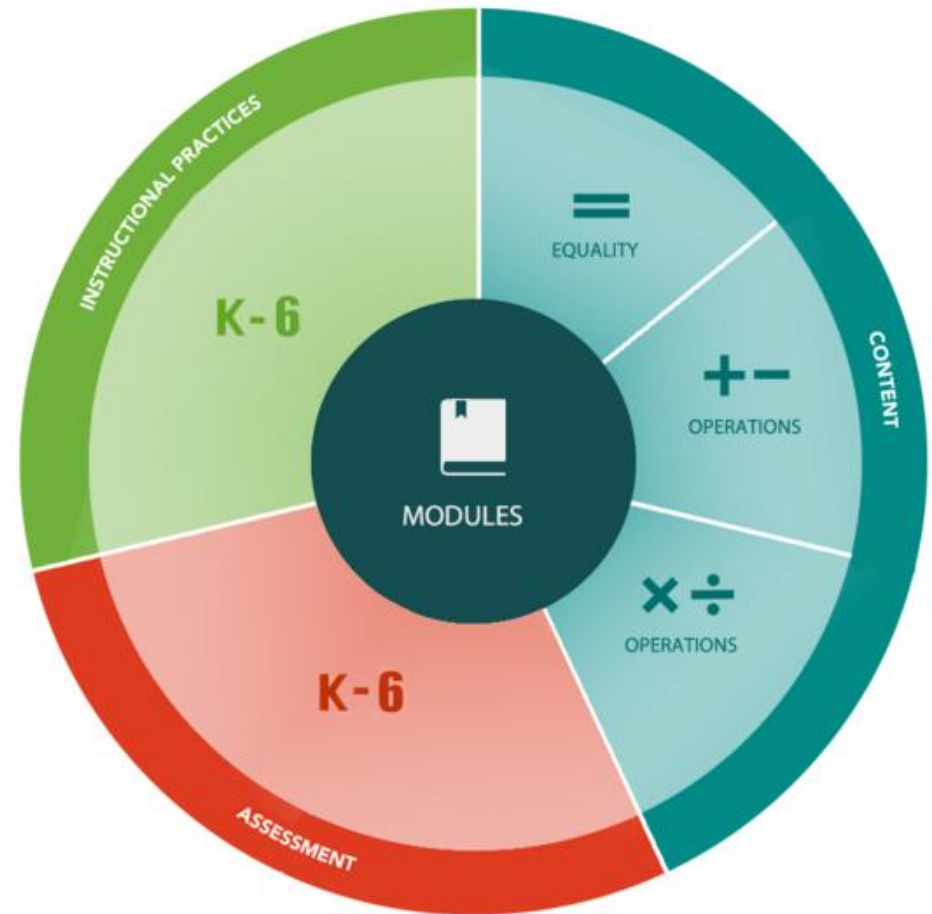 INSTRUCTIONAL PRACTICES
K-6
=
EQUALITY
+−
OPERATIONS
CONTENT
MODULES
×÷
OPERATIONS
K-6
ASSESSMENT